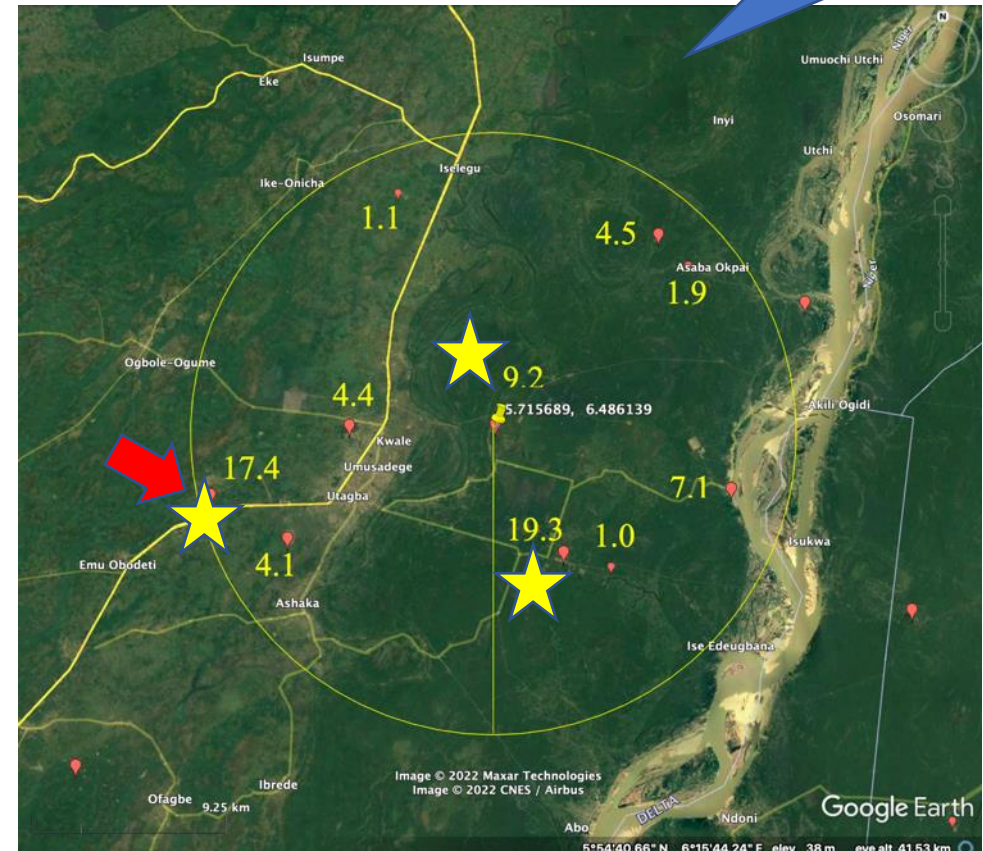 N
Niger
Umuochi Utchi
Isumpe
Eke
Osomari
Inyi
Utchi
Iselegu
Ike-Onicha
1.1
4.5
Asaba Okpai
1.9
Niger
Ogbole-Ogume
9.2
5.715689, 6.486139
Akili Ogidi
4.4
Kwale
Umusadege
17.4
Utagba
7.1
19.3
1.0
Isukwa
Emu Obodeti
4.1
Ashaka
Ise Edeugbana
Image © 2022 Maxar Technologies
Image © 2022 CNES / Airbus
Ibrede
Ofagbe
9.25 km
Google Earth
DELTA
Ndoni
Abo
5°54'40.66" N 6°15'44.24" E elev 38 m eye alt 41.53 km